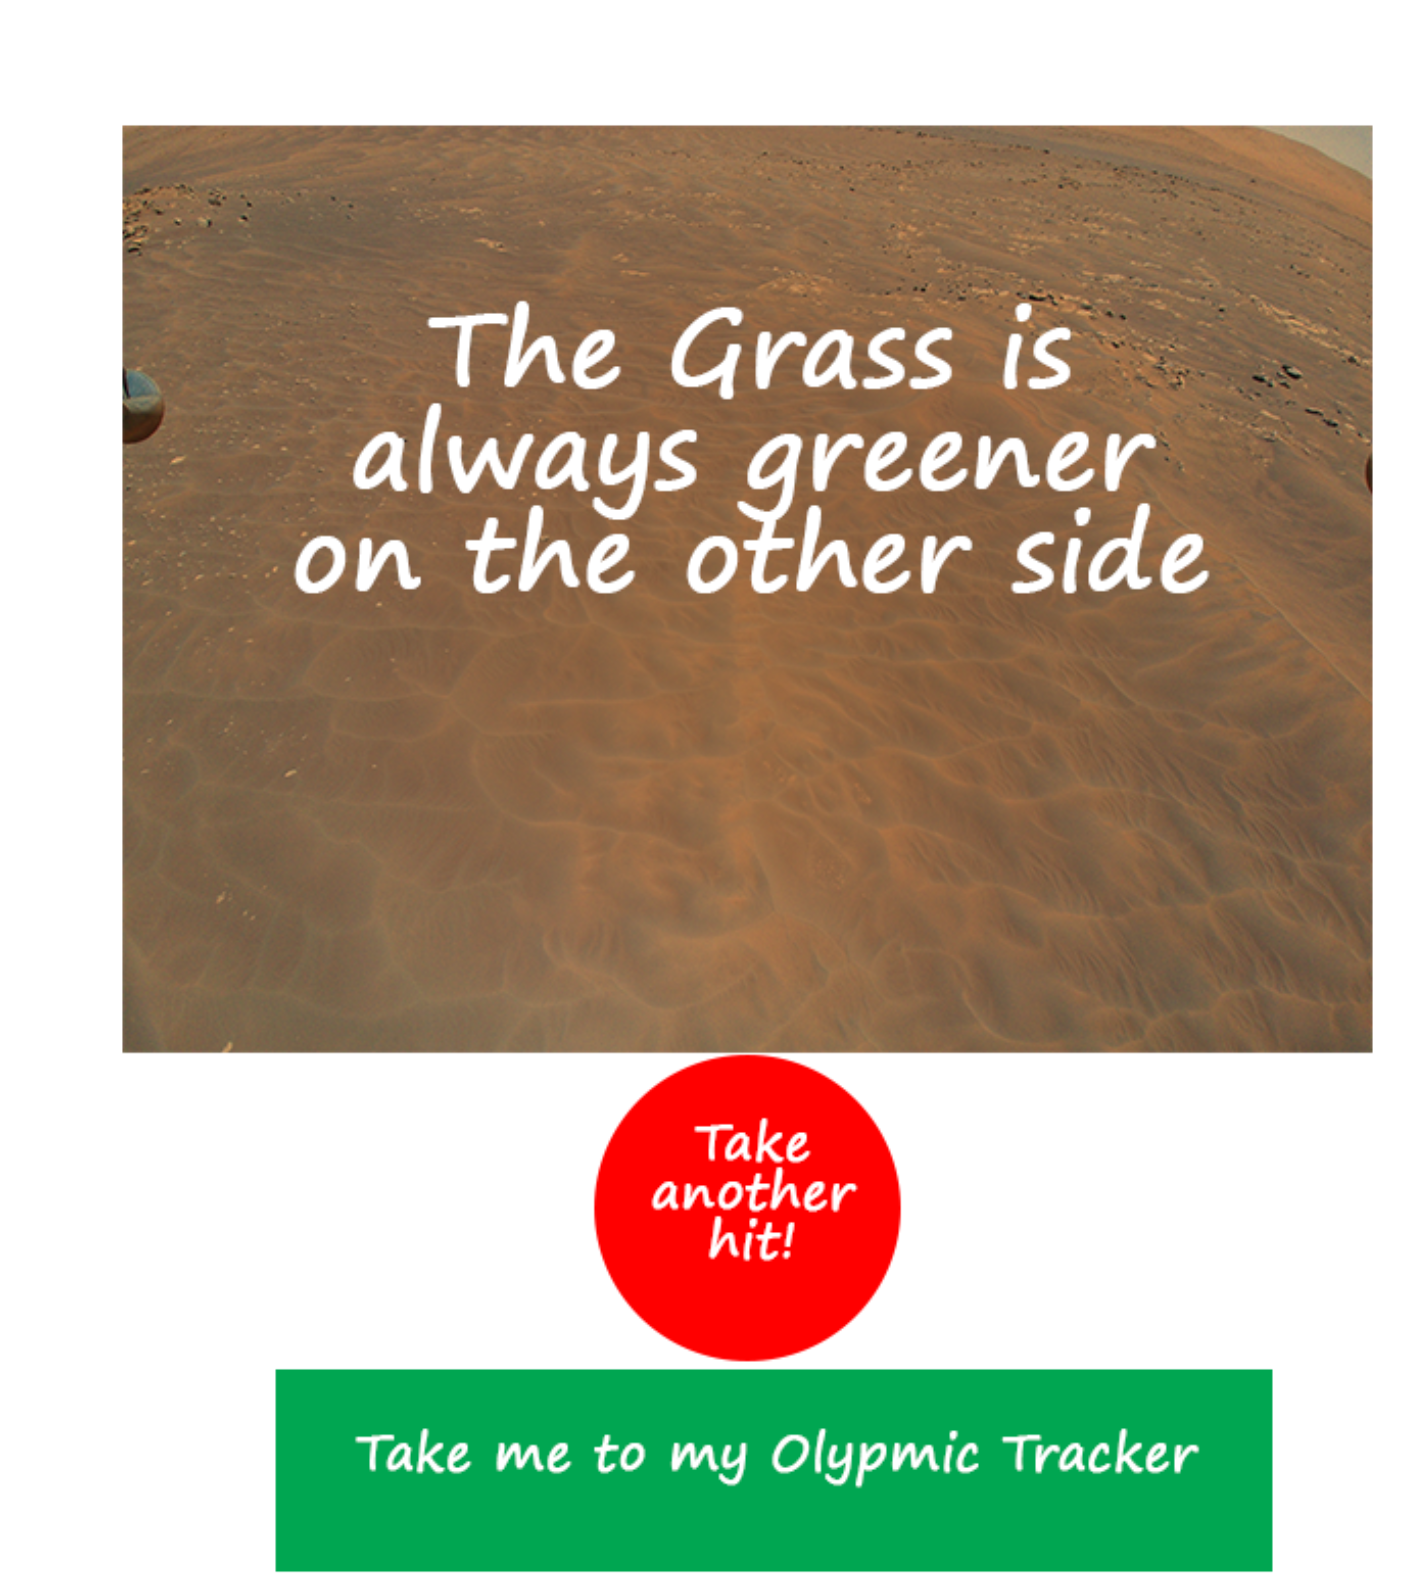 The Grass is
always greener
on the other side
Take
another
hit!
Take me to my Olypmic Tracker